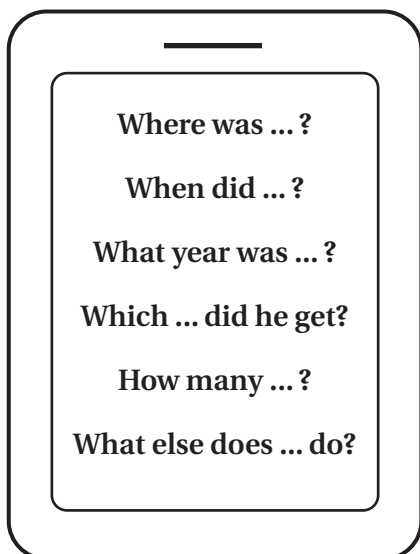 Where was ... ?
When did ... ?
What year was ... ?
Which ... did he get?
How many ... ?
What else does ... do?